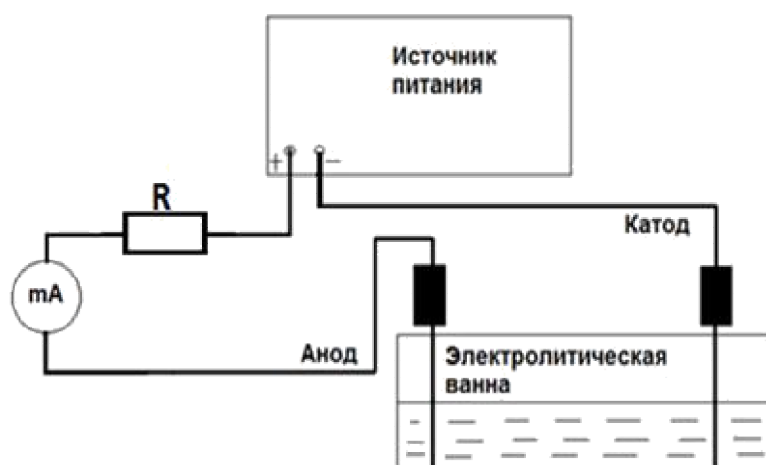 Источник
питания
+ −
R
Катод
mA
Анод
Электролитическая
ванна